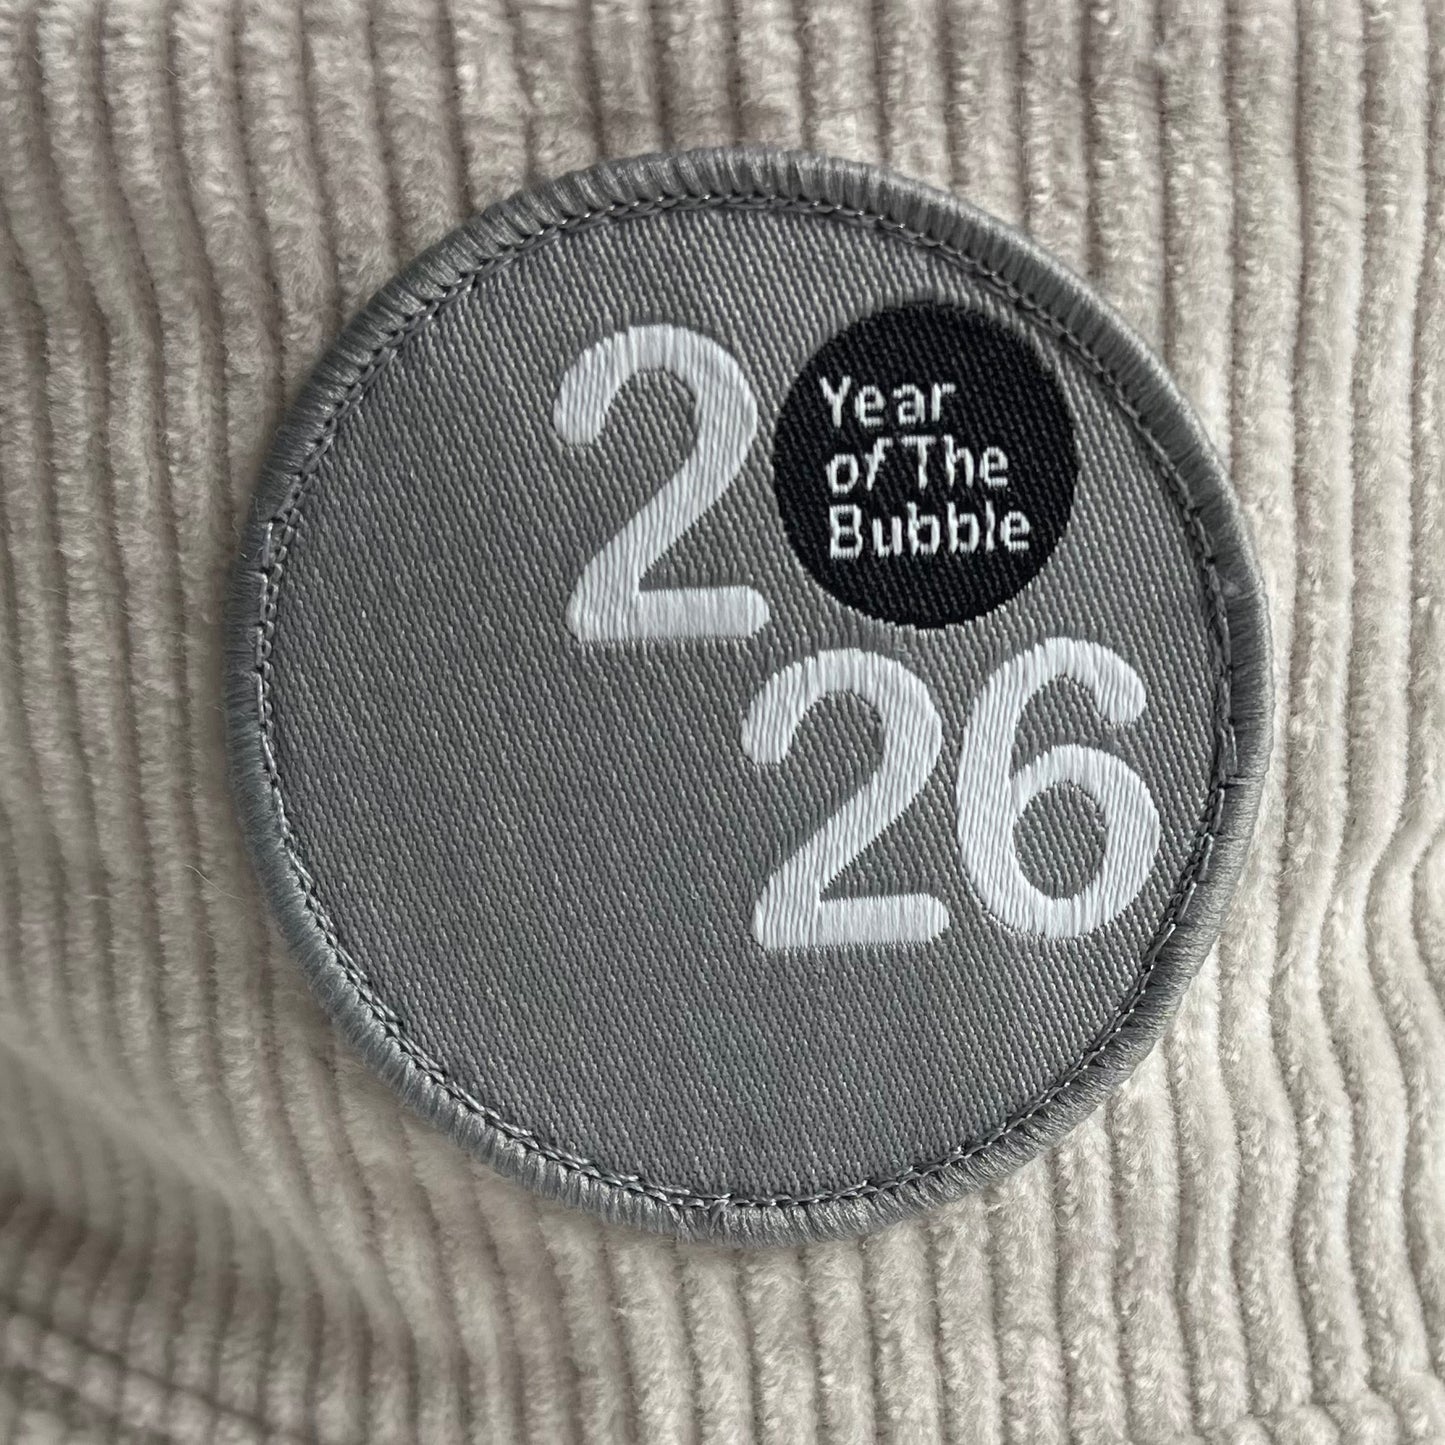 2
Year
of The
Bubble
26